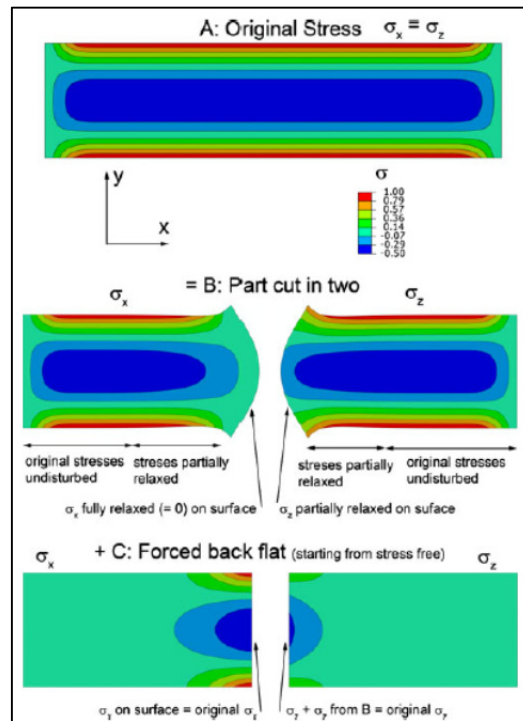 A: Original Stress σx = σz
y
x
σ
1.00
0.79
0.57
0.36
0.14
-0.07
-0.29
-0.50
= B: Part cut in two
σx
σz
original stresses
undisturbed
streses partially
relaxed
streses partially
relaxed
original stresses
undisturbed
σx fully relaxed (= 0) on surface
σz partially relaxed on suface
+ C: Forced back flat (starting from stress free)
σx
σz
σx on surface = original σx
σz + σz from B = original σz